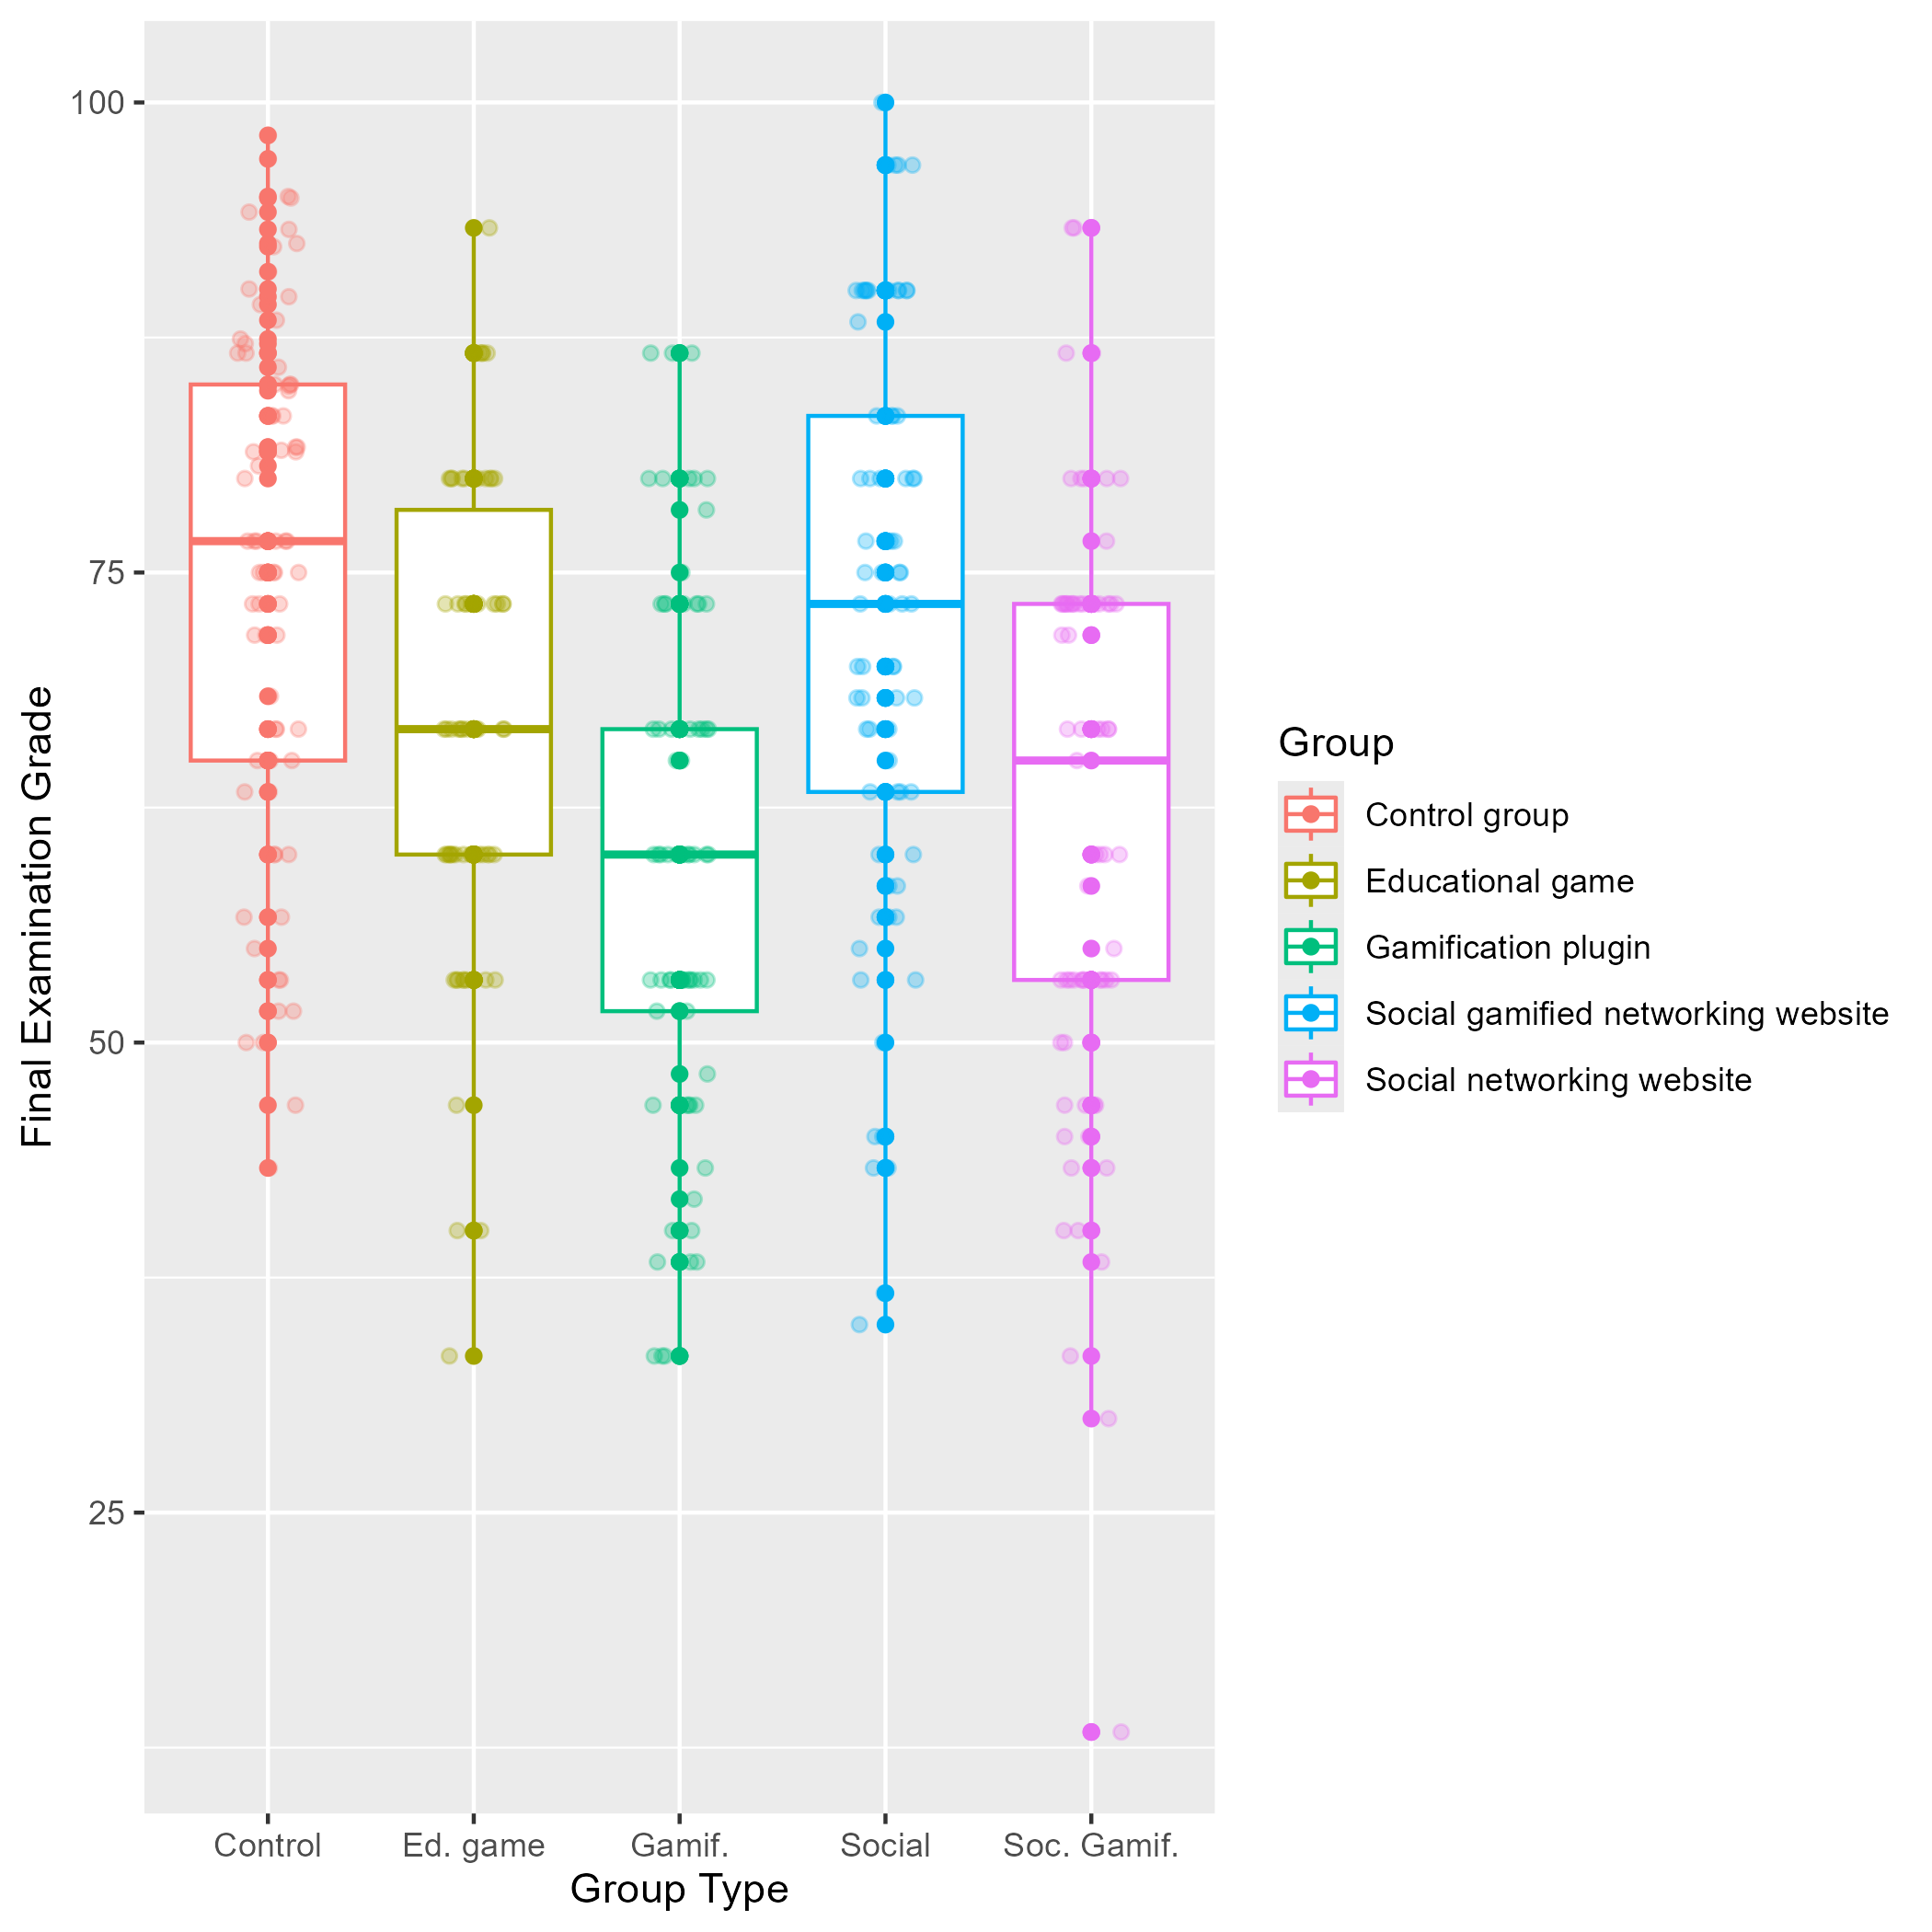 Final Examination Grade
100
75
50
25
Control Ed. game Gamif. Social Soc. Gamif.
Group Type
Group
Control group
Educational game
Gamification plugin
Social gamified networking website
Social networking website